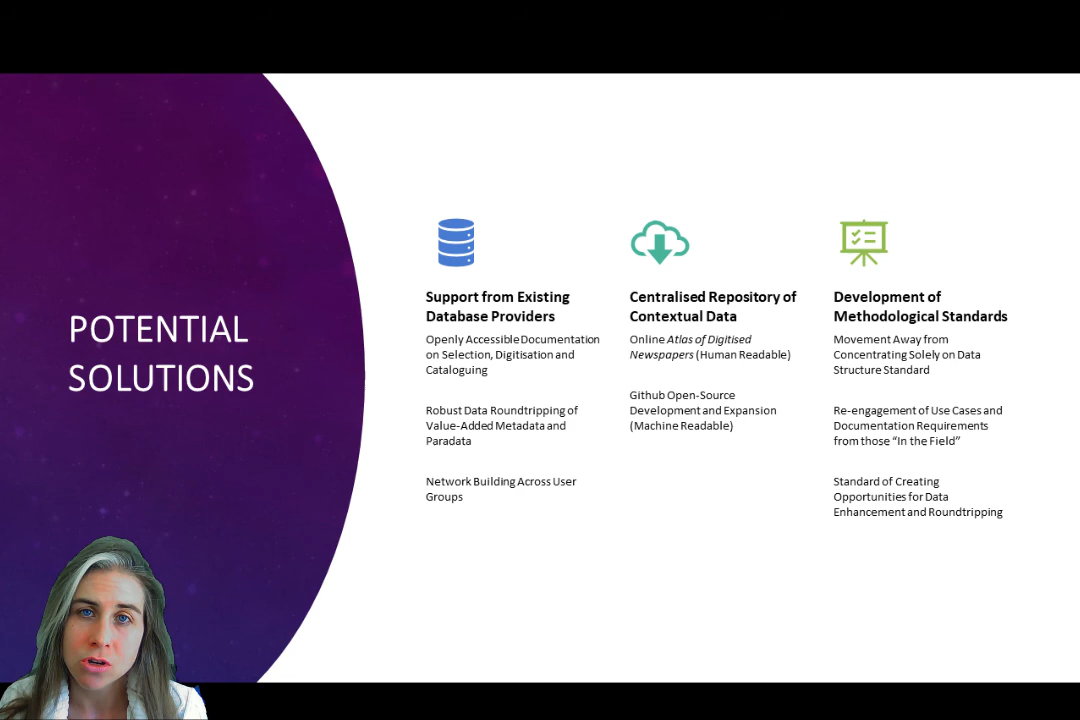 POTENTIAL
SOLUTIONS
Support from Existing
Database Providers
Openly Accessible Documentation
on Selection, Digitisation and
Cataloguing
Robust Data Roundtripping of
Value-Added Metadata and
Paradata
Network Building Across User
Groups
Centralised Repository of
Contextual Data
Online Atlas of Digitised
Newspapers (Human Readable)
Github Open-Source
Development and Expansion
(Machine Readable)
Development of
Methodological Standards
Movement Away from
Concentrating Solely on Data
Structure Standard
Re-engagement of Use Cases and
Documentation Requirements
from those “In the Field”
Standard of Creating
Opportunities for Data
Enhancement and Roundtripping